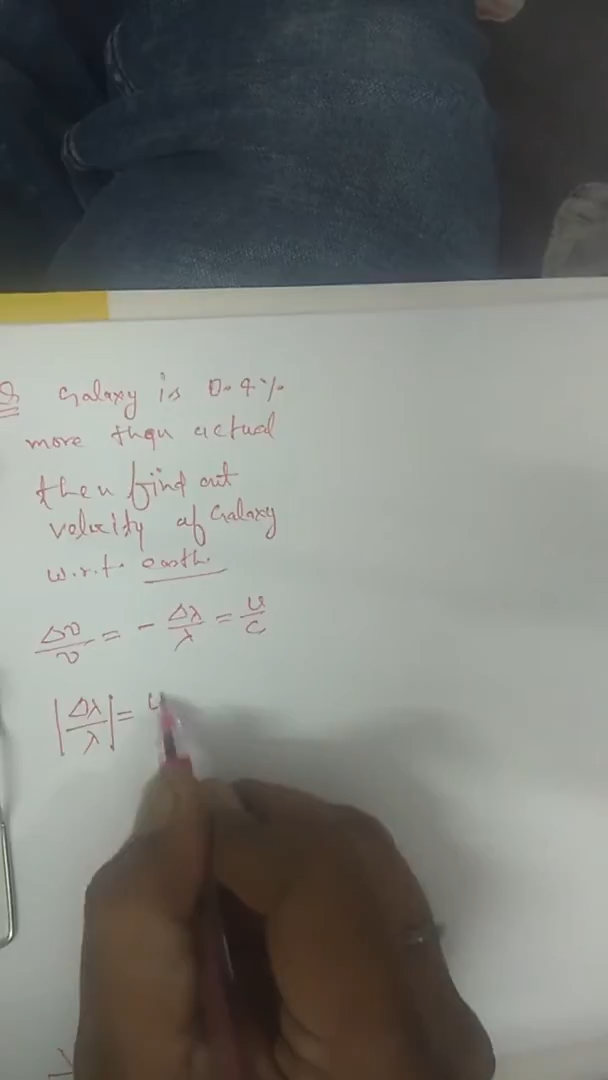 Q Galaxy is 0.4%
more than actual
then find out
velocity of Galaxy
w.r.t. earth.
Δν/ν = - Δλ/λ = u/c
|Δλ/λ| = u